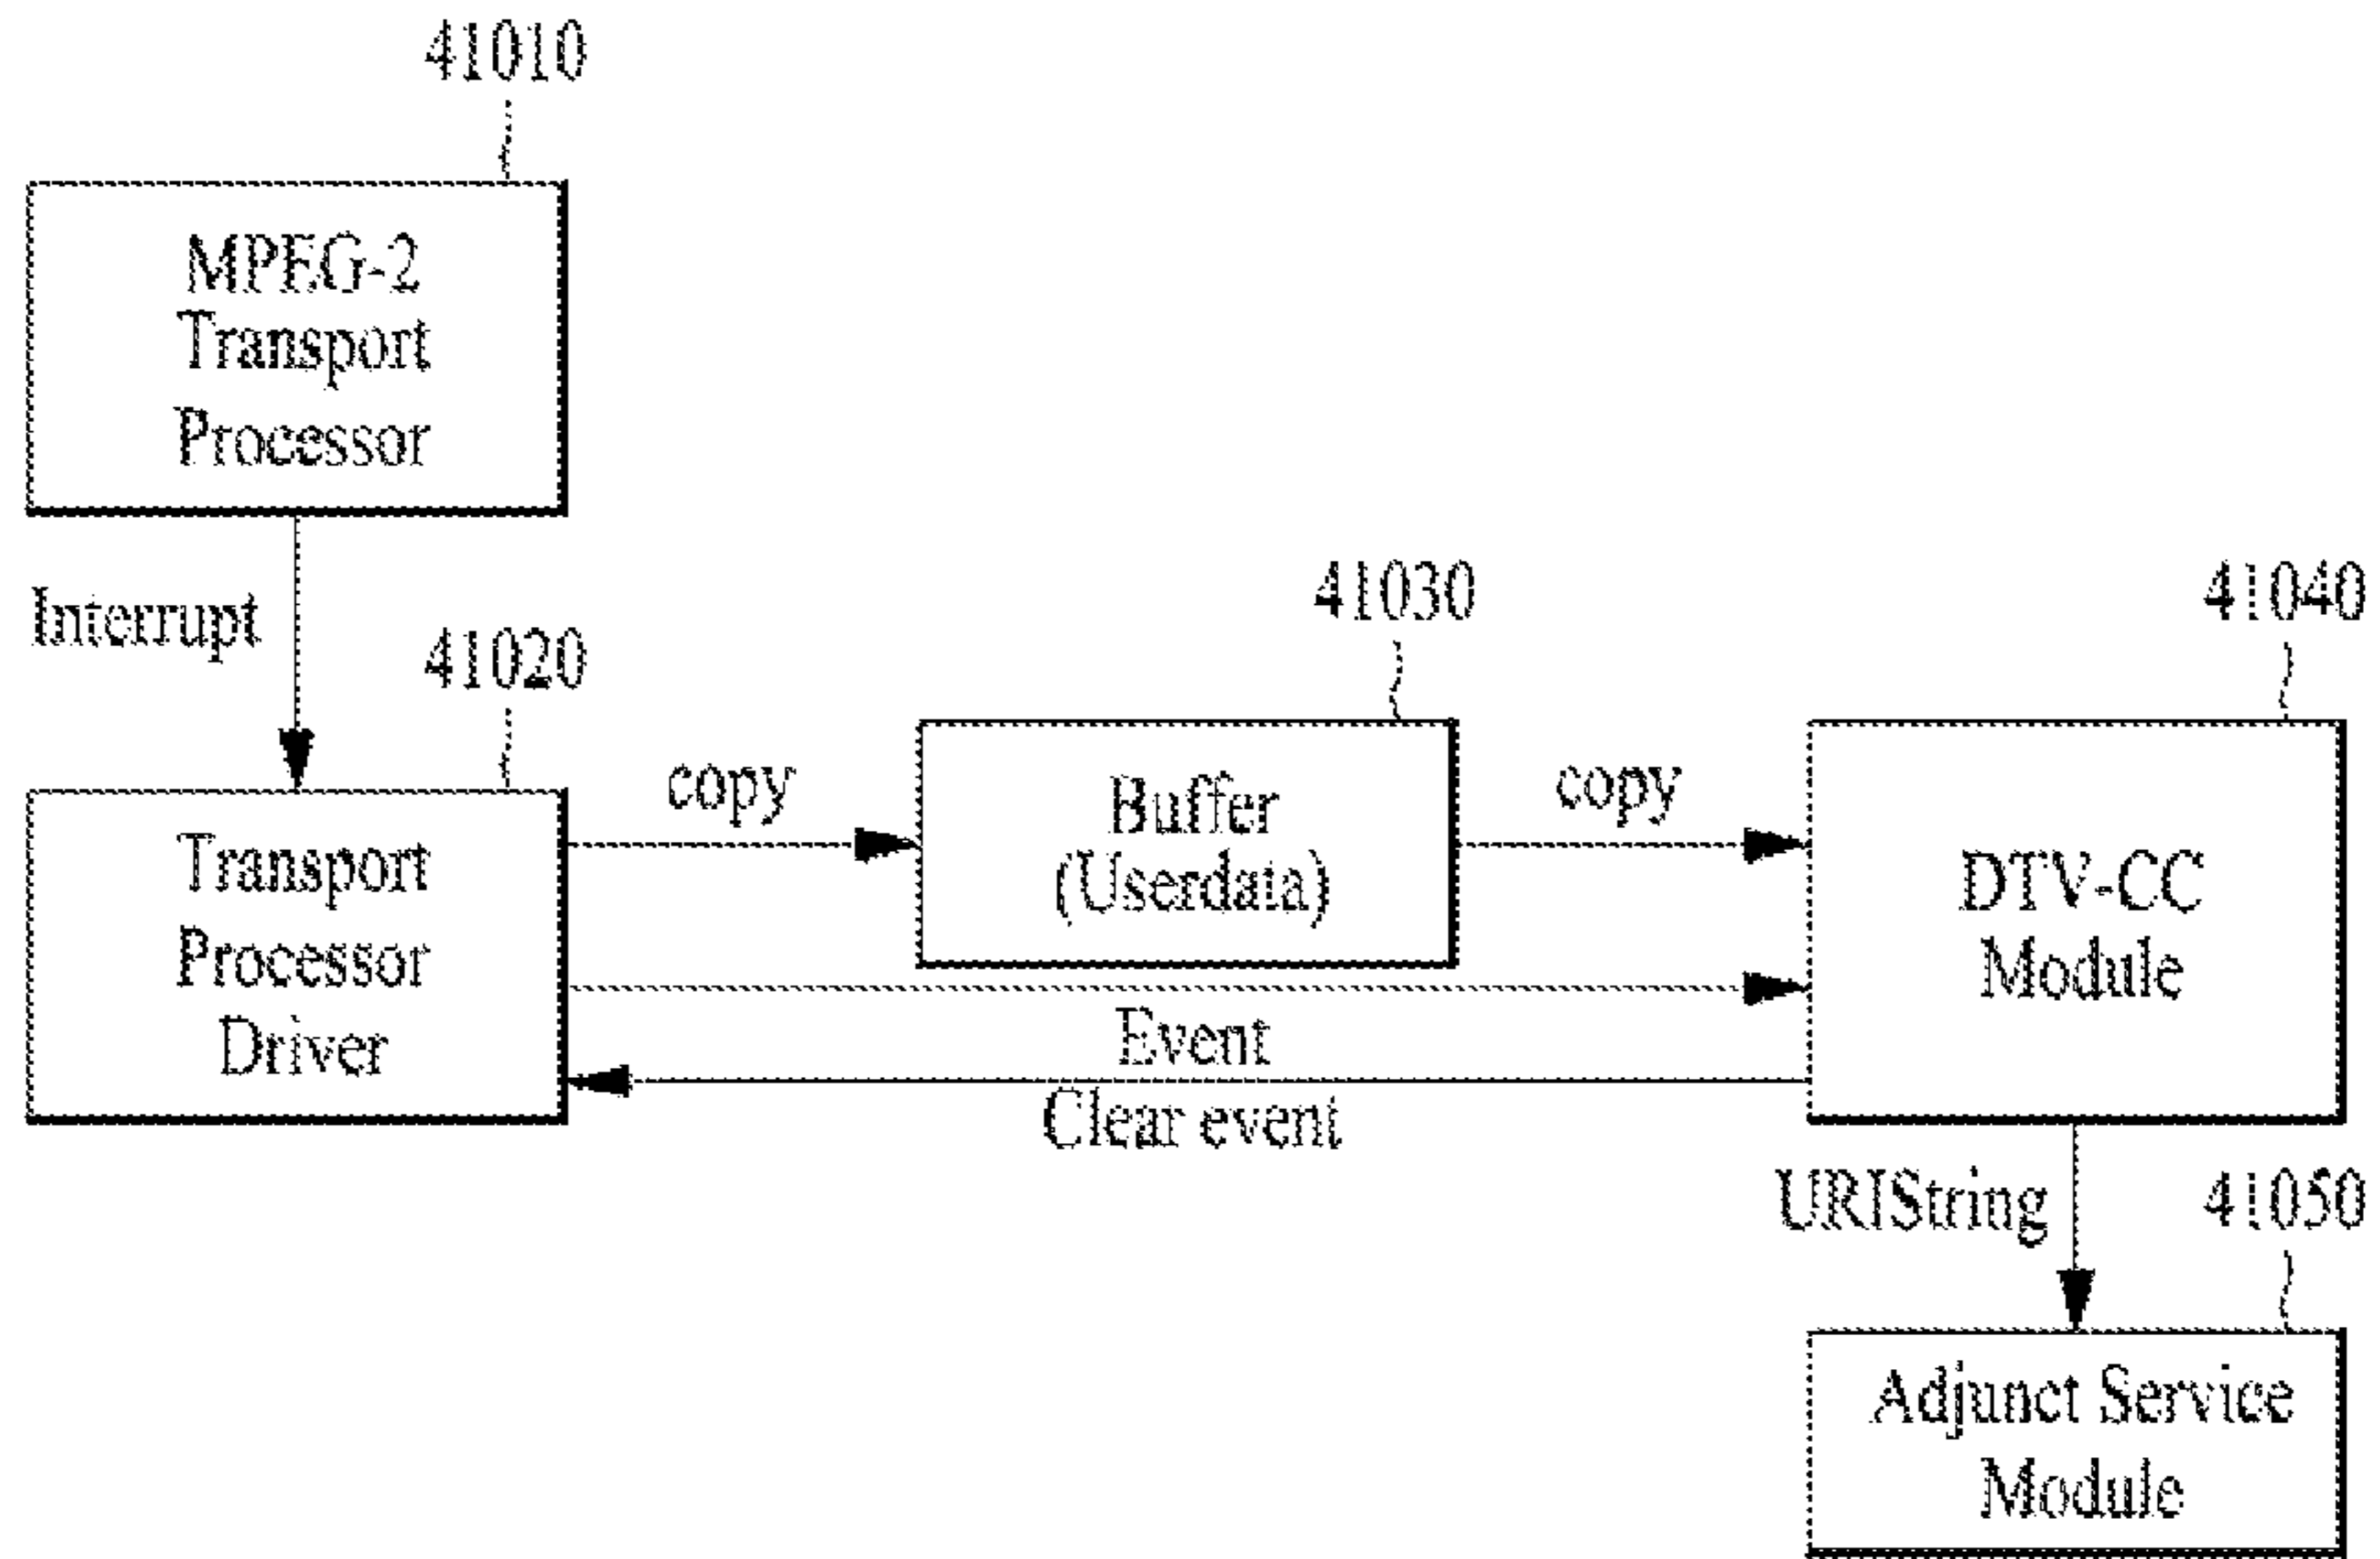 41010
MPEG-2
Transport
Processor
Interrupt
41020
41030
41040
Transport
Processor
Driver
copy
Buffer
(Userdata)
copy
DTV-CC
Module
Event
Clear event
URIString
41050
Adjunct Service
Module